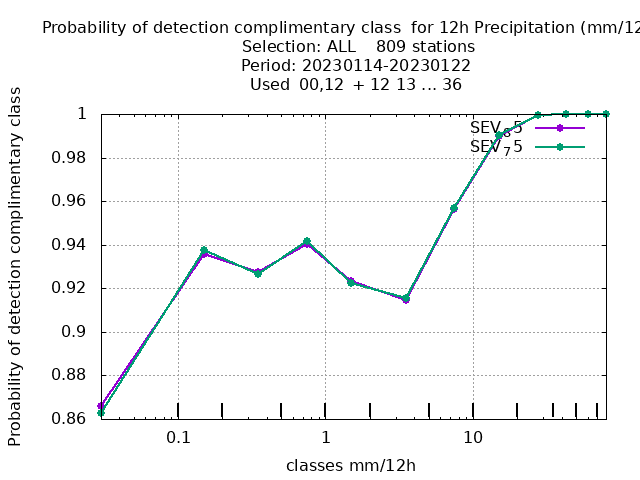 Probability of detection complimentary class for 12h Precipitation (mm/12
Selection: ALL 809 stations
Period: 20230114-20230122
Used 00,12 + 12 13 ... 36
Probability of detection complimentary class
1
0.98
0.96
0.94
0.92
0.9
0.88
0.86
SEV_8 5
SEV_7 5
0.1 1 10
classes mm/12h